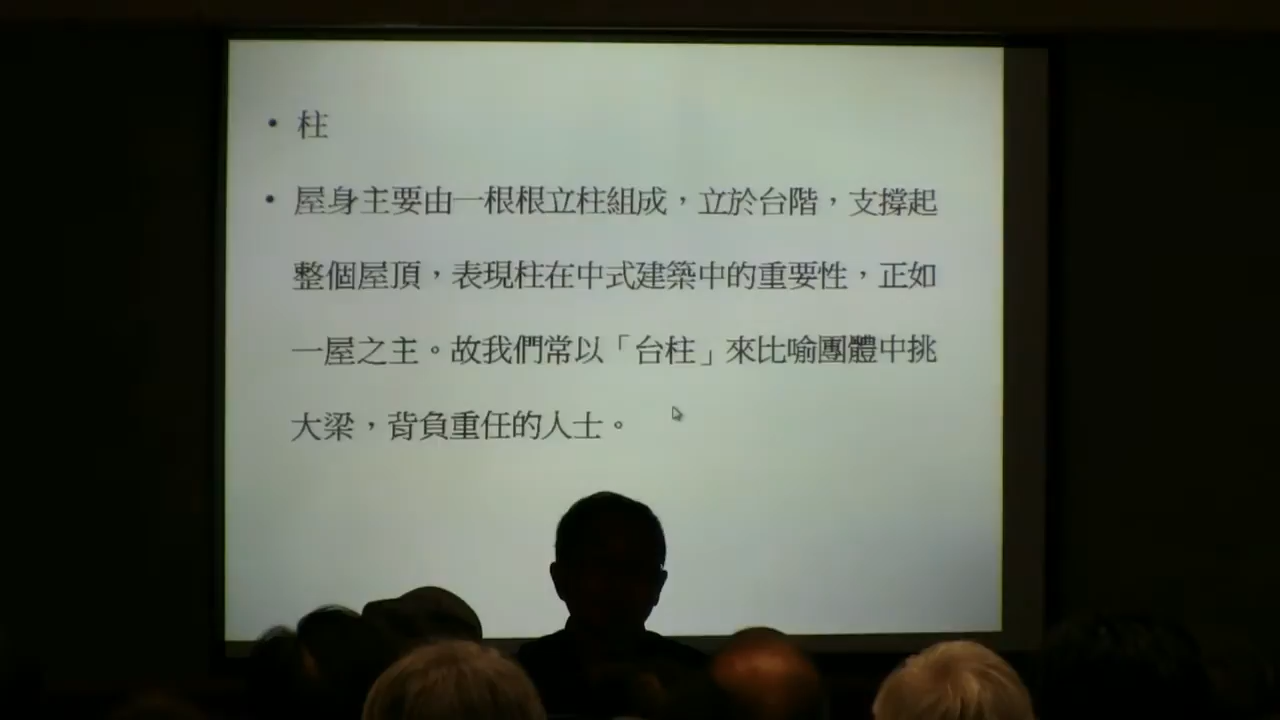 • 柱
• 屋身主要由一根根立柱組成，立於台階，支撐起
整個屋頂，表現柱在中式建築中的重要性，正如
一屋之主。故我們常以「台柱」來比喻團體中挑
大梁，背負重任的人士。